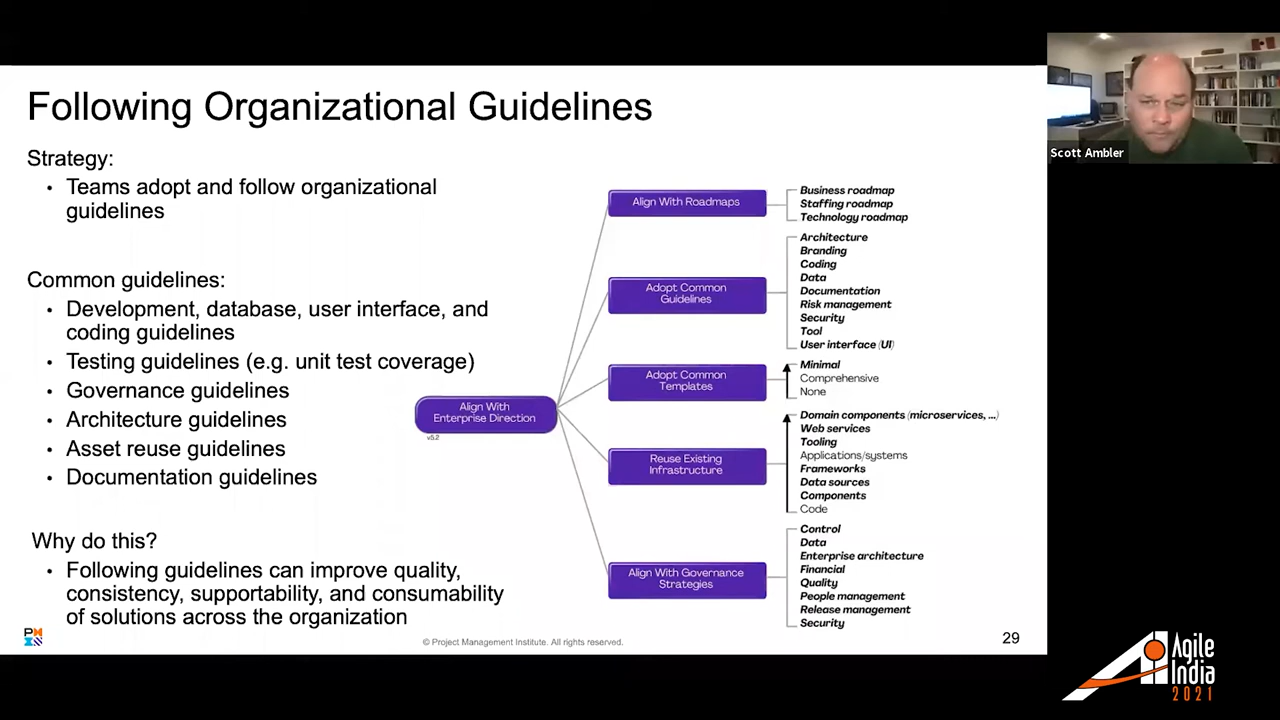 Following Organizational Guidelines
Strategy:
• Teams adopt and follow organizational
guidelines
Common guidelines:
• Development, database, user interface, and
coding guidelines
• Testing guidelines (e.g. unit test coverage)
• Governance guidelines
• Architecture guidelines
• Asset reuse guidelines
• Documentation guidelines
Why do this?
• Following guidelines can improve quality,
consistency, supportability, and consumability
of solutions across the organization
Align With
Enterprise Direction
v5.2
Align With Roadmaps
Business roadmap
Staffing roadmap
Technology roadmap
Adopt Common
Guidelines
Architecture
Branding
Coding
Data
Documentation
Risk management
Security
Tool
User interface (UI)
Adopt Common
Templates
Minimal
Comprehensive
None
Reuse Existing
Infrastructure
Domain components (microservices, ...)
Web services
Tooling
Applications/systems
Frameworks
Data sources
Components
Code
Align With Governance
Strategies
Control
Data
Enterprise architecture
Financial
Quality
People management
Release management
Security
© Project Management Institute. All rights reserved.
29
Scott Ambler
Agile
India
2021